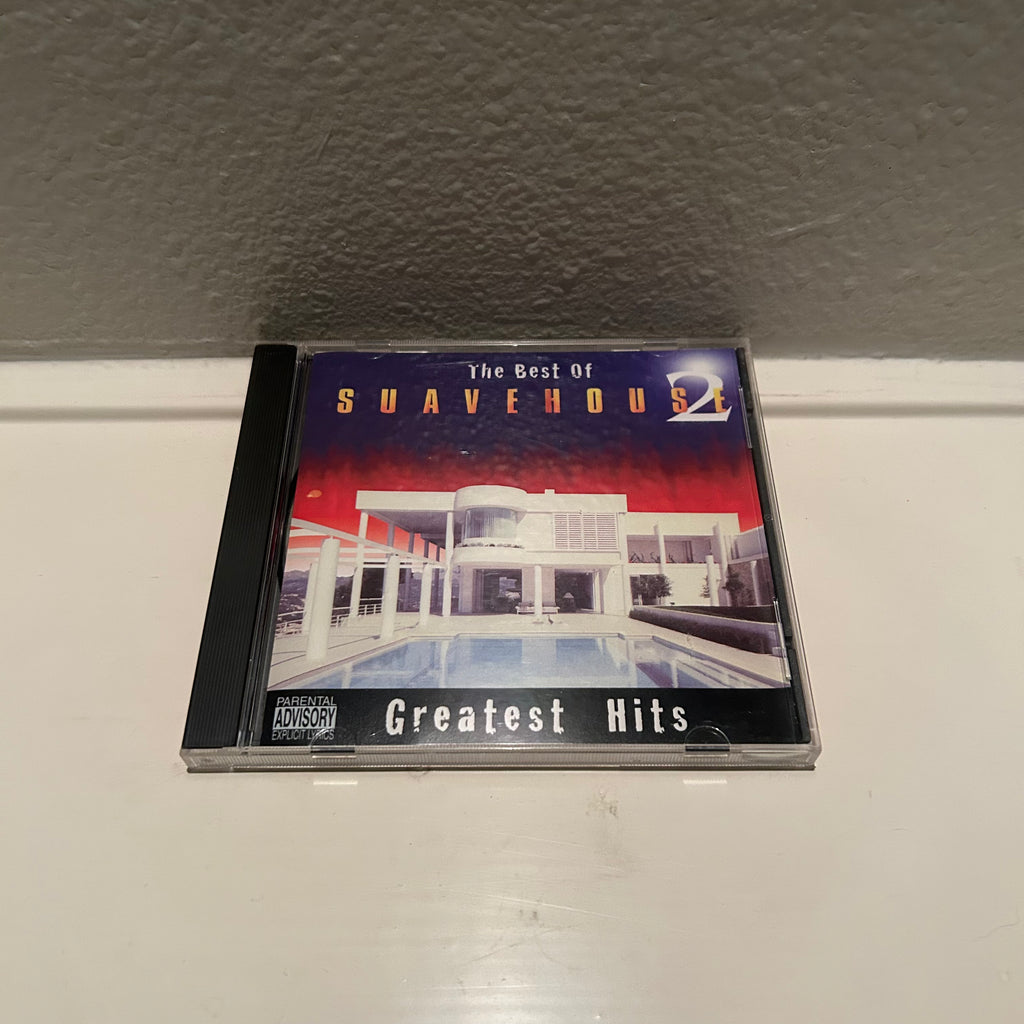 The Best Of
SUAVEHOUSE 2
Greatest Hits
PARENTAL
ADVISORY
EXPLICIT LYRICS